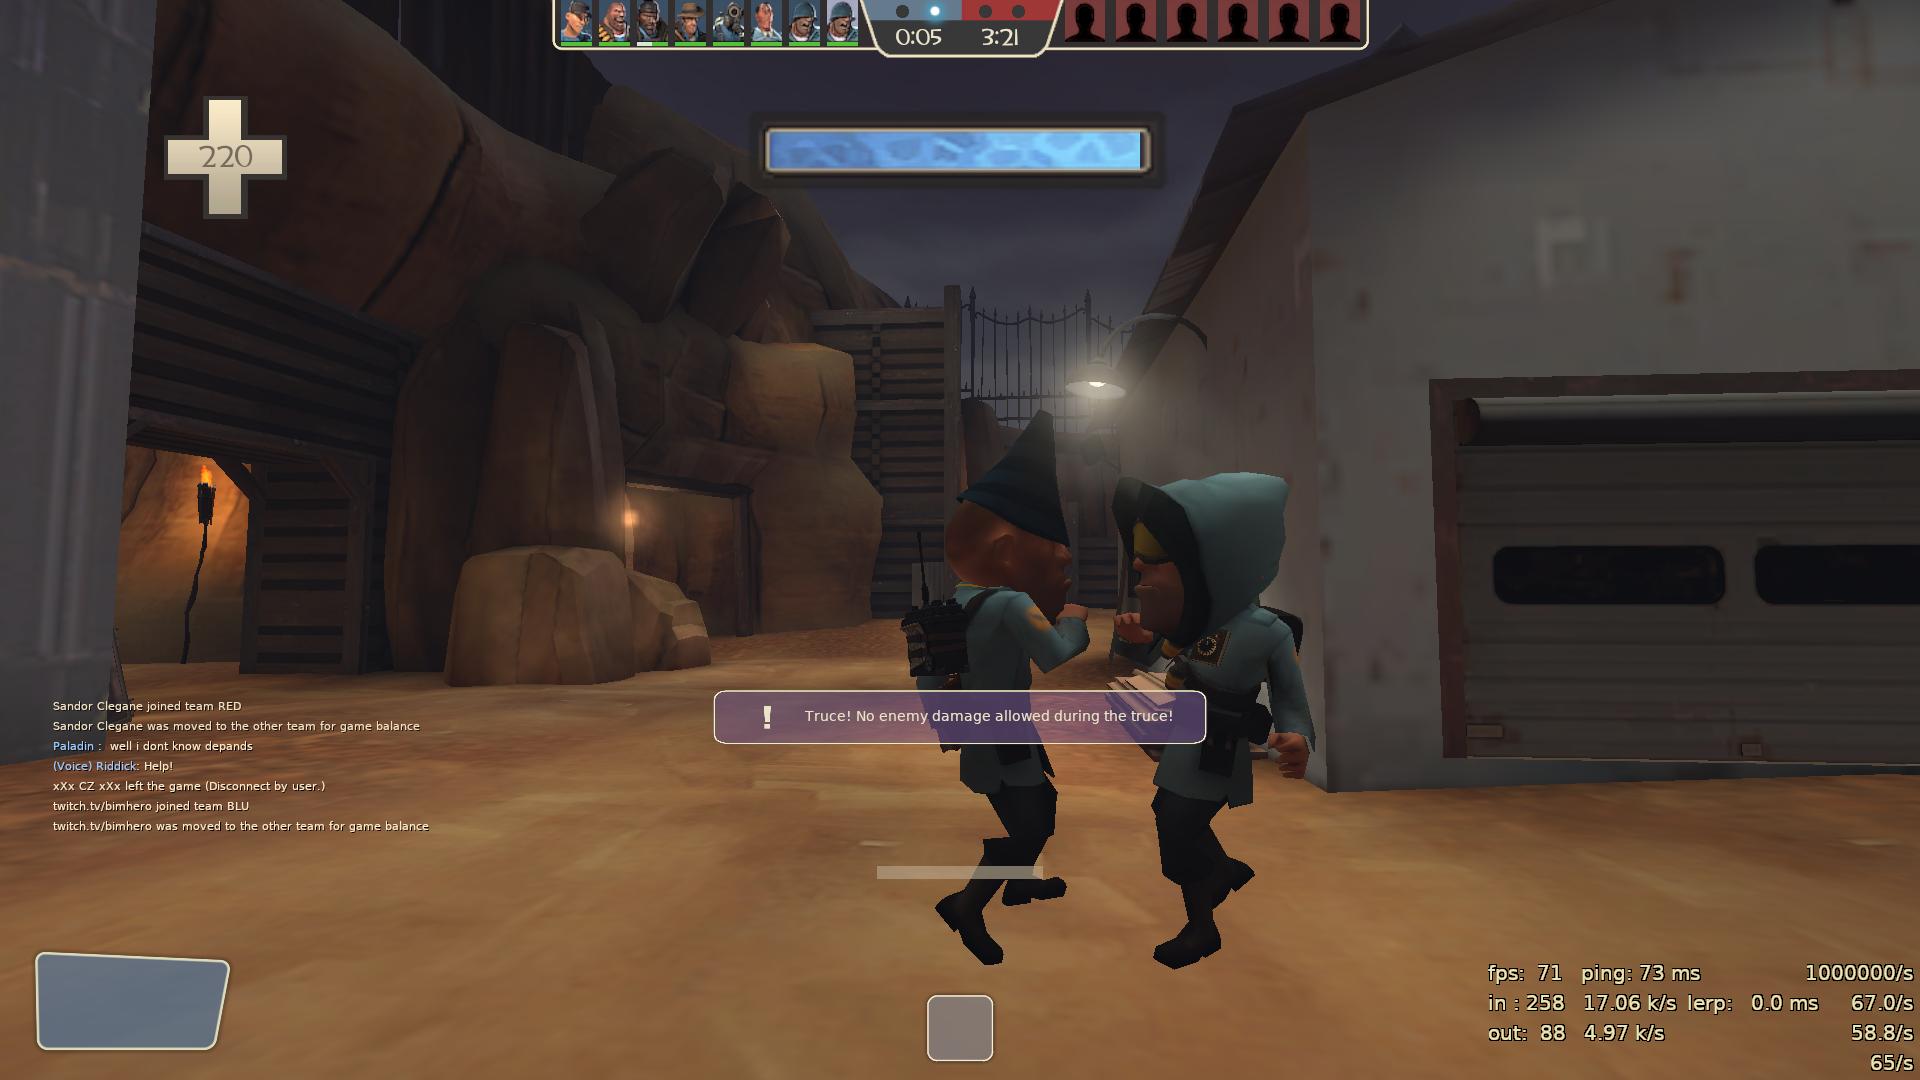 0:05 3:21
220
Truce! No enemy damage allowed during the truce!
Sandor Clegane joined team RED
Sandor Clegane was moved to the other team for game balance
Paladin : well i dont know depands
(Voice) Riddick: Help!
xXx CZ xXx left the game (Disconnect by user.)
twitch.tv/bimhero joined team BLU
twitch.tv/bimhero was moved to the other team for game balance
fps: 71 ping: 73 ms 1000000/s
in : 258 17.06 k/s lerp: 0.0 ms 67.0/s
out: 88 4.97 k/s 58.8/s
65/s